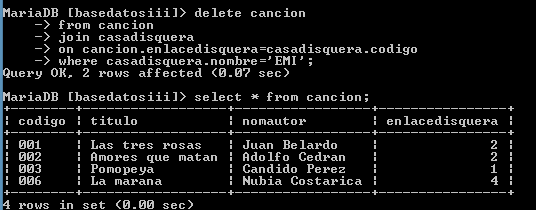 MariaDB [basedatosiii]> delete cancion
    -> from cancion
    -> join casadisquera
    -> on cancion.enlacedisquera=casadisquera.codigo
    -> where casadisquera.nombre='EMI';
Query OK, 2 rows affected (0.07 sec)
MariaDB [basedatosiii]> select * from cancion;
+--------+------------------+-----------------+----------------+
| codigo | titulo           | nomautor        | enlacedisquera |
+--------+------------------+-----------------+----------------+
| 001    | Las tres rosas   | Juan Belardo    |              2 |
| 002    | Amores que matan | Adolfo Cedran   |              2 |
| 003    | Pomopeya         | Candido Perez   |              1 |
| 006    | La marana        | Nubia Costarica |              4 |
+--------+------------------+-----------------+----------------+
4 rows in set (0.00 sec)